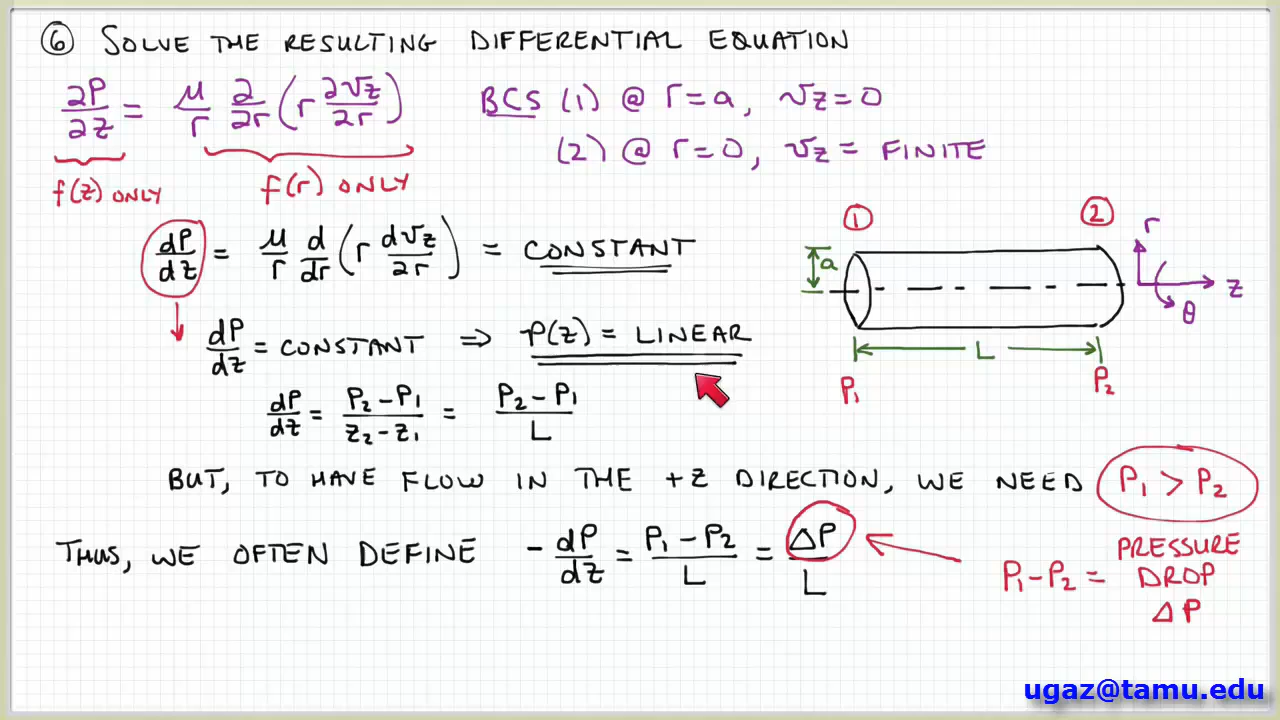 ⑥ SOLVE THE RESULTING DIFFERENTIAL EQUATION
∂P/∂z = μ/r ∂/∂r (r ∂vz/∂r)
BCS (1) @ r=a, vz=0
(2) @ r=0, vz = FINITE
f(z) ONLY
f(r) ONLY
dP/dz = μ/r d/dr (r dvz/∂r) = CONSTANT
① ②
a
r
z
θ
dP/dz = CONSTANT ⇒ P(z) = LINEAR
L
P1 P2
dP/dz = P2-P1/z2-z1 = P2-P1/L
BUT, TO HAVE FLOW IN THE +Z DIRECTION, WE NEED P1 > P2
THUS, WE OFTEN DEFINE -dP/dz = P1-P2/L = ΔP/L
P1-P2 = PRESSURE
DROP
ΔP
ugaz@tamu.edu